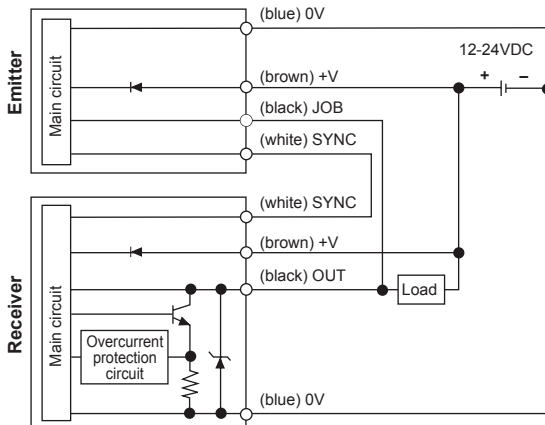 (blue) 0V
12-24VDC
+ –
Emitter
Main circuit
(brown) +V
(black) JOB
(white) SYNC
(white) SYNC
(brown) +V
(black) OUT
Load
Receiver
Main circuit
Overcurrent
protection
circuit
(blue) 0V